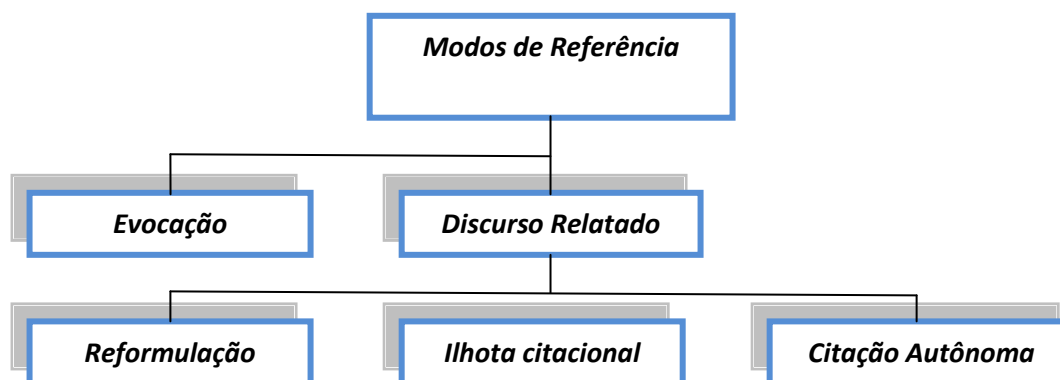 Modos de Referência
Evocação
Discurso Relatado
Reformulação
Ilhota citacional
Citação Autônoma